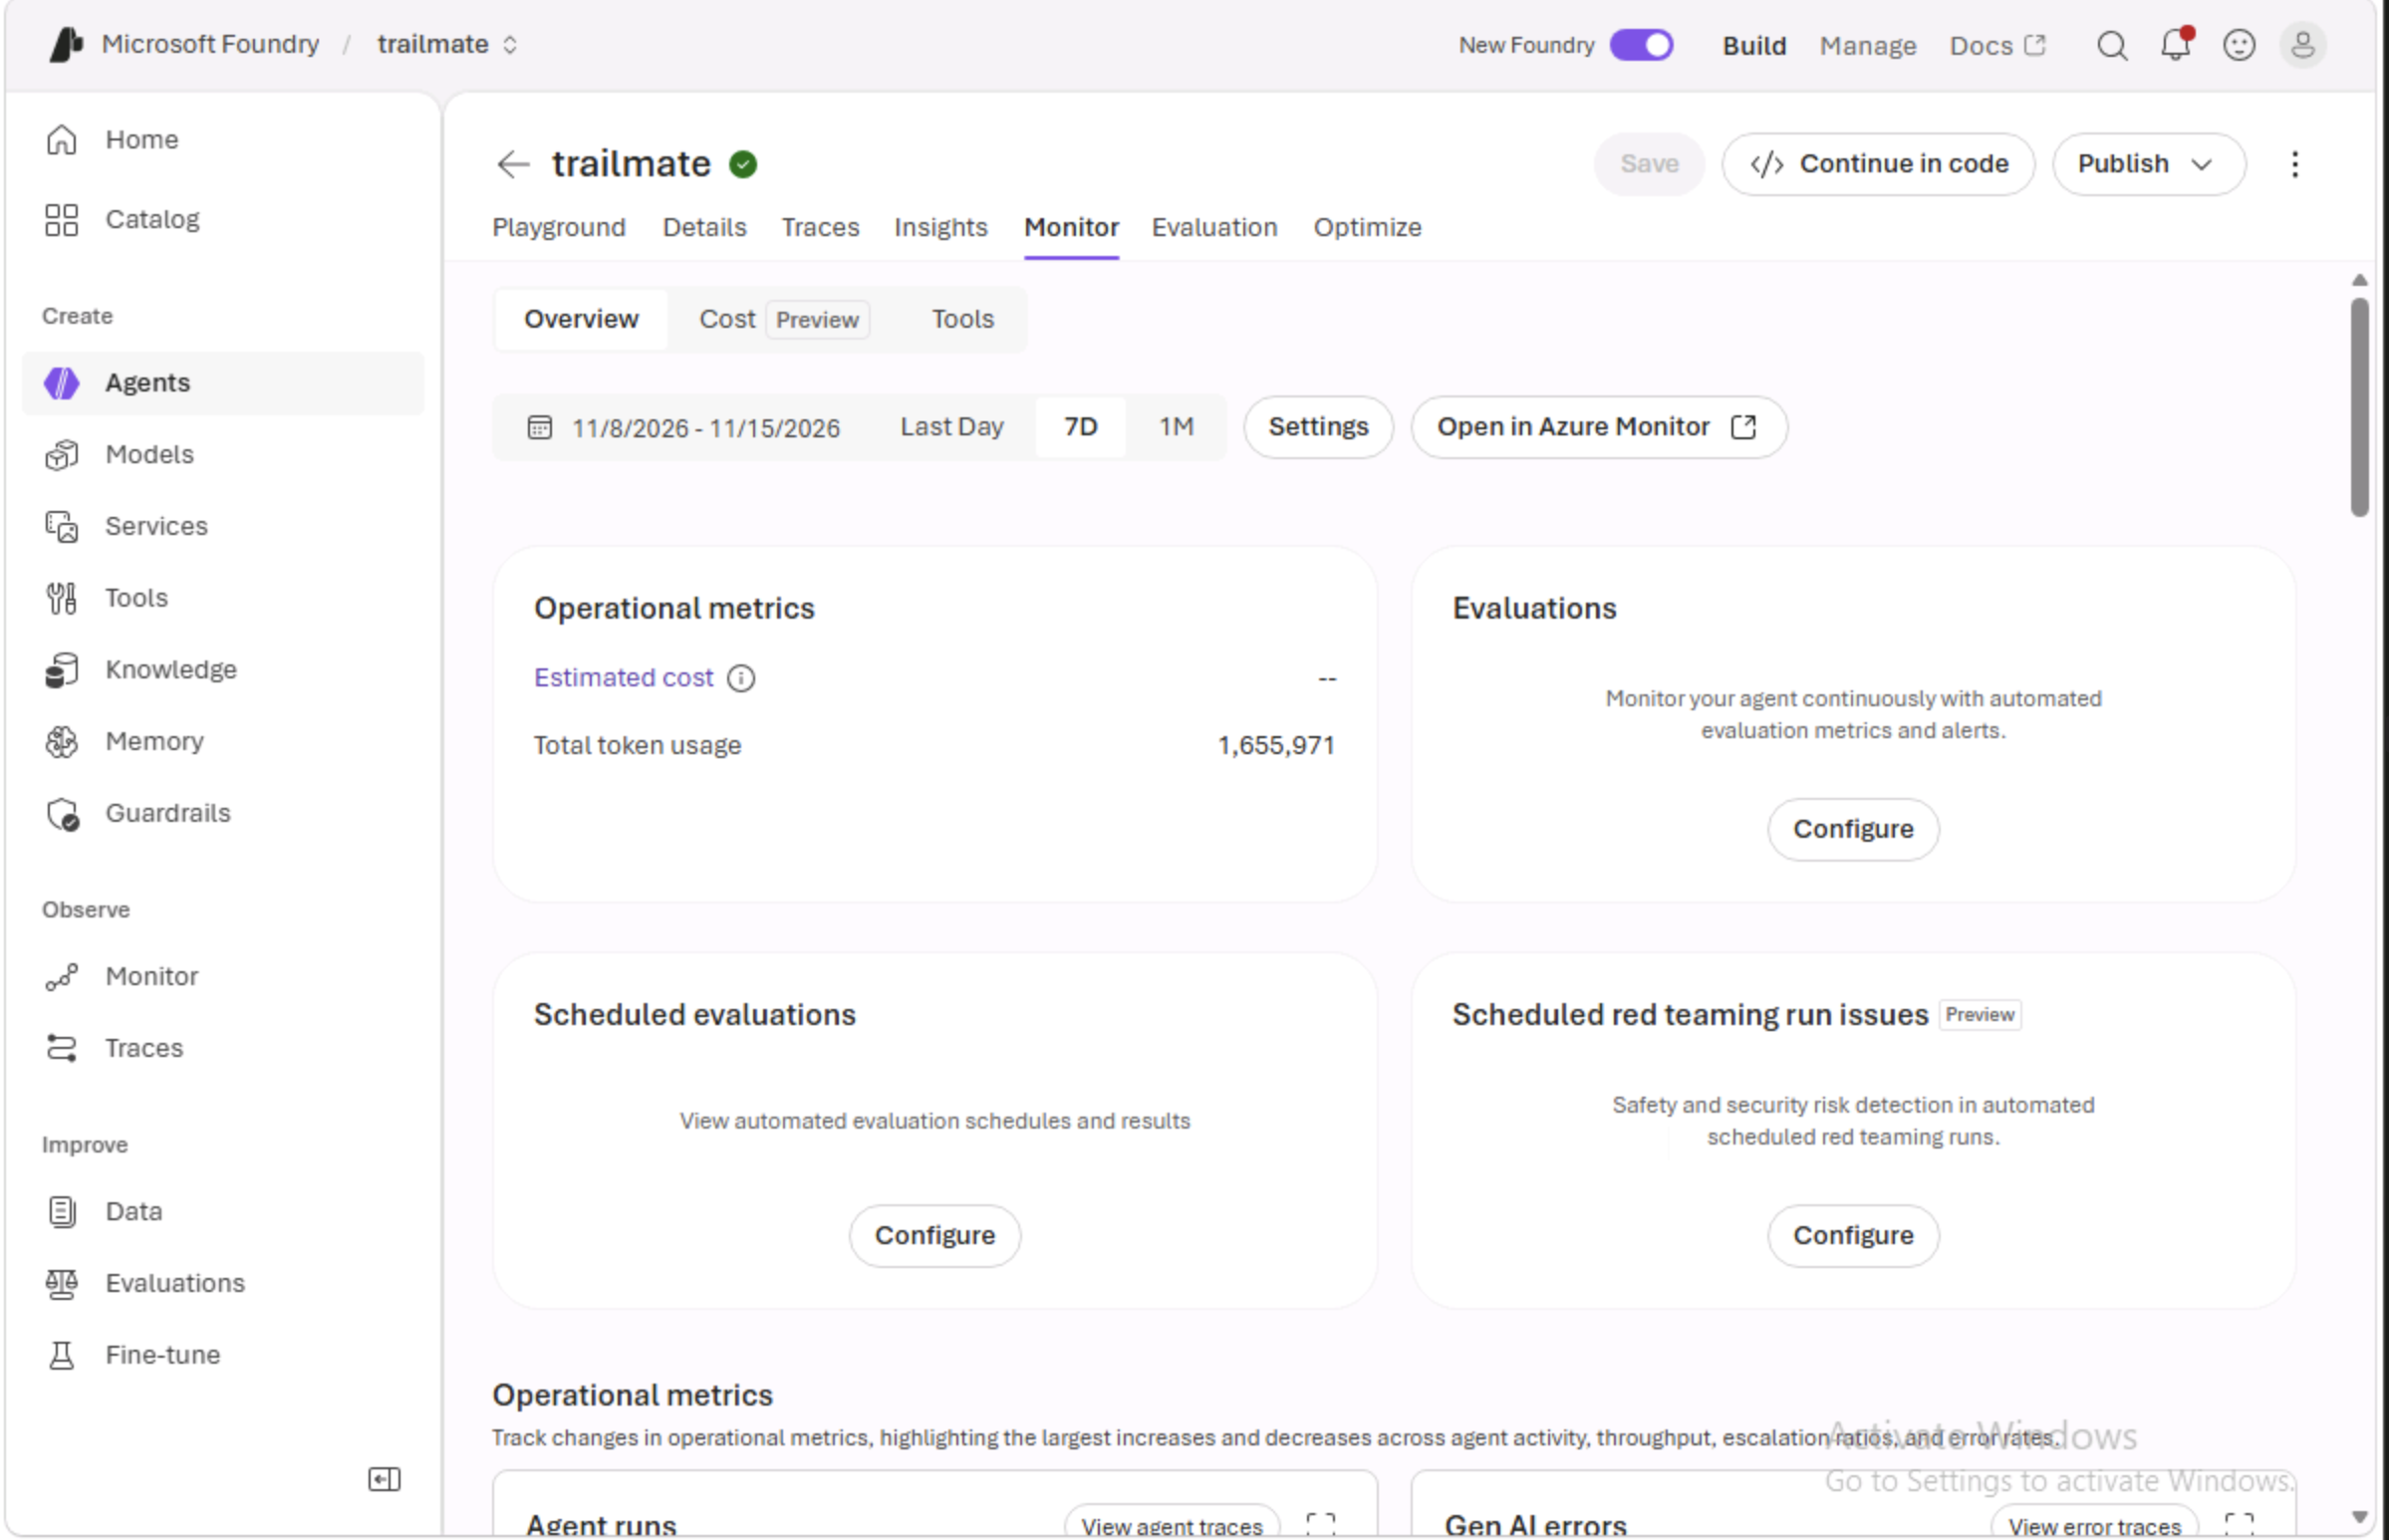 Microsoft Foundry / trailmate
New Foundry Build Manage Docs
Home
Catalog
Create
Agents
Models
Services
Tools
Knowledge
Memory
Guardrails
Observe
Monitor
Traces
Improve
Data
Evaluations
Fine-tune
trailmate
Save </> Continue in code Publish
Playground Details Traces Insights Monitor Evaluation Optimize
Overview Cost Preview Tools
11/8/2026 - 11/15/2026 Last Day 7D 1M Settings Open in Azure Monitor
Operational metrics
Estimated cost --
Total token usage 1,655,971
Evaluations
Monitor your agent continuously with automated
evaluation metrics and alerts.
Configure
Scheduled evaluations
View automated evaluation schedules and results
Configure
Scheduled red teaming run issues Preview
Safety and security risk detection in automated
scheduled red teaming runs.
Configure
Operational metrics
Track changes in operational metrics, highlighting the largest increases and decreases across agent activity, throughput, escalation ratios, and error rates.
Agent runs View agent traces
Gen AI errors View error traces
Activate Windows
Go to Settings to activate Windows.